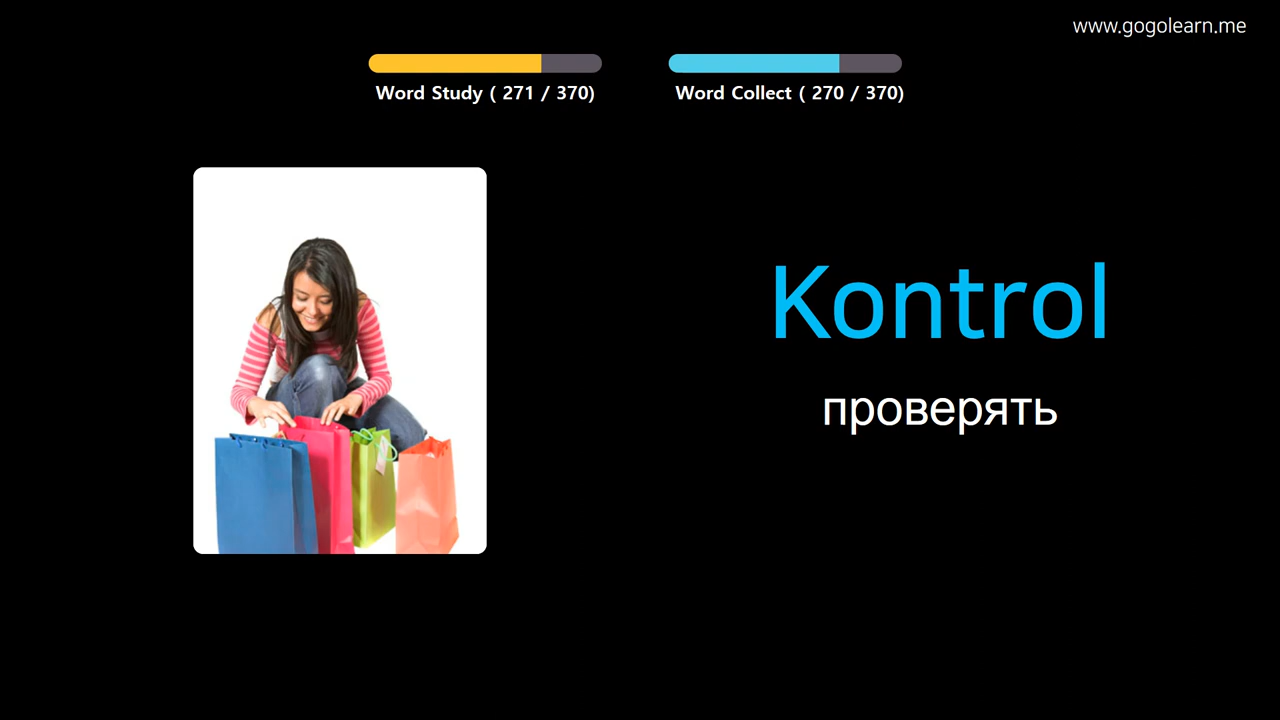 www.gogolearn.me
Word Study ( 271 / 370)
Word Collect ( 270 / 370)
Kontrol
проверять